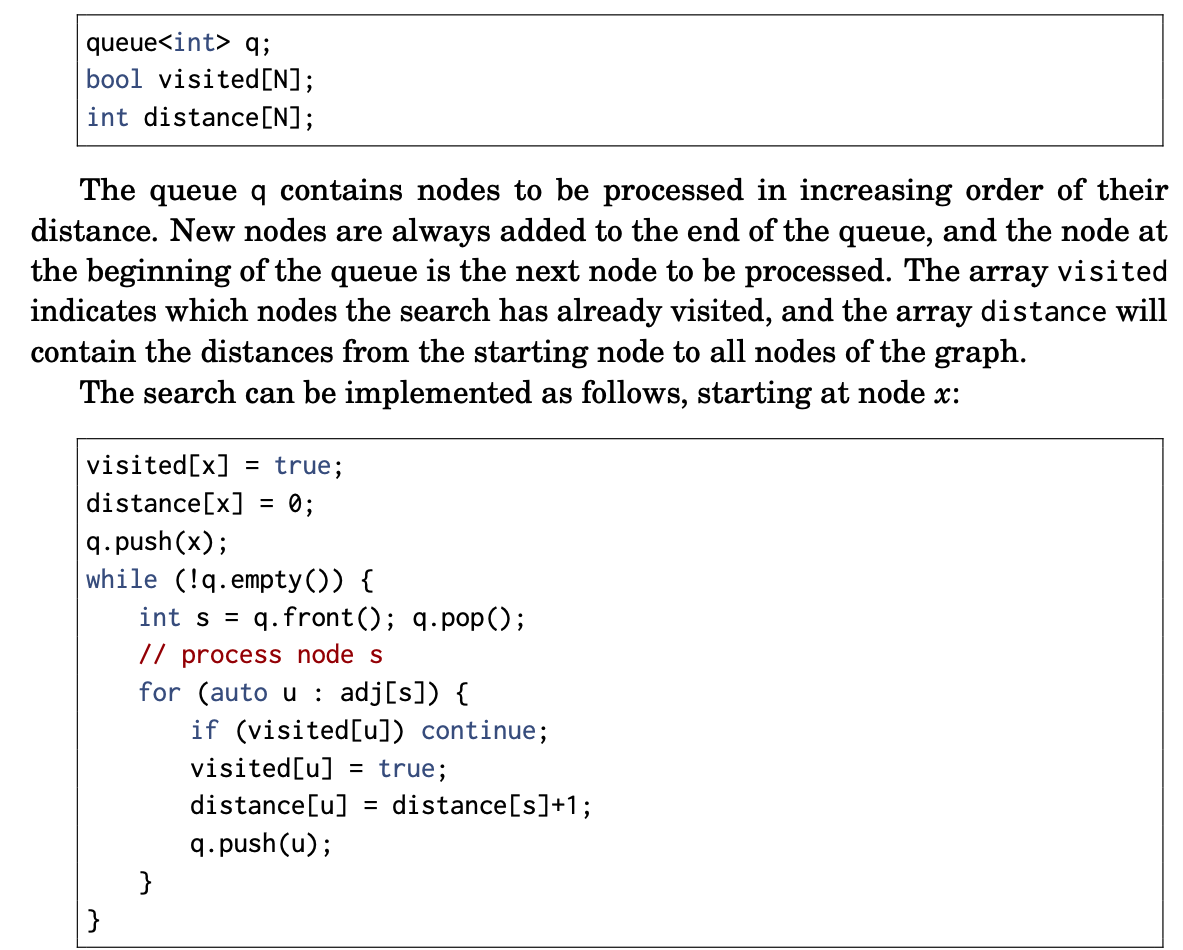 queue<int> q;
bool visited[N];
int distance[N];
The queue q contains nodes to be processed in increasing order of their
distance. New nodes are always added to the end of the queue, and the node at
the beginning of the queue is the next node to be processed. The array visited
indicates which nodes the search has already visited, and the array distance will
contain the distances from the starting node to all nodes of the graph.
The search can be implemented as follows, starting at node x:
visited[x] = true;
distance[x] = 0;
q.push(x);
while (!q.empty()) {
    int s = q.front(); q.pop();
    // process node s
    for (auto u : adj[s]) {
        if (visited[u]) continue;
        visited[u] = true;
        distance[u] = distance[s]+1;
        q.push(u);
    }
}